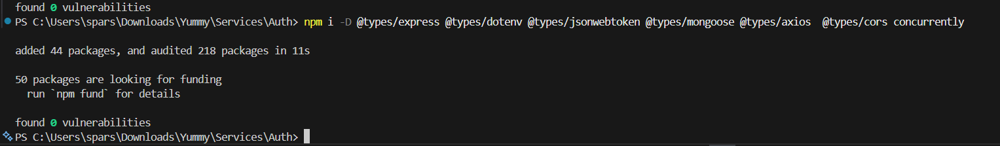 found 0 vulnerabilities
PS C:\Users\spars\Downloads\Yummy\Services\Auth> npm i -D @types/express @types/dotenv @types/jsonwebtoken @types/mongoose @types/axios  @types/cors concurrently
added 44 packages, and audited 218 packages in 11s
50 packages are looking for funding
  run `npm fund` for details
found 0 vulnerabilities
PS C:\Users\spars\Downloads\Yummy\Services\Auth>